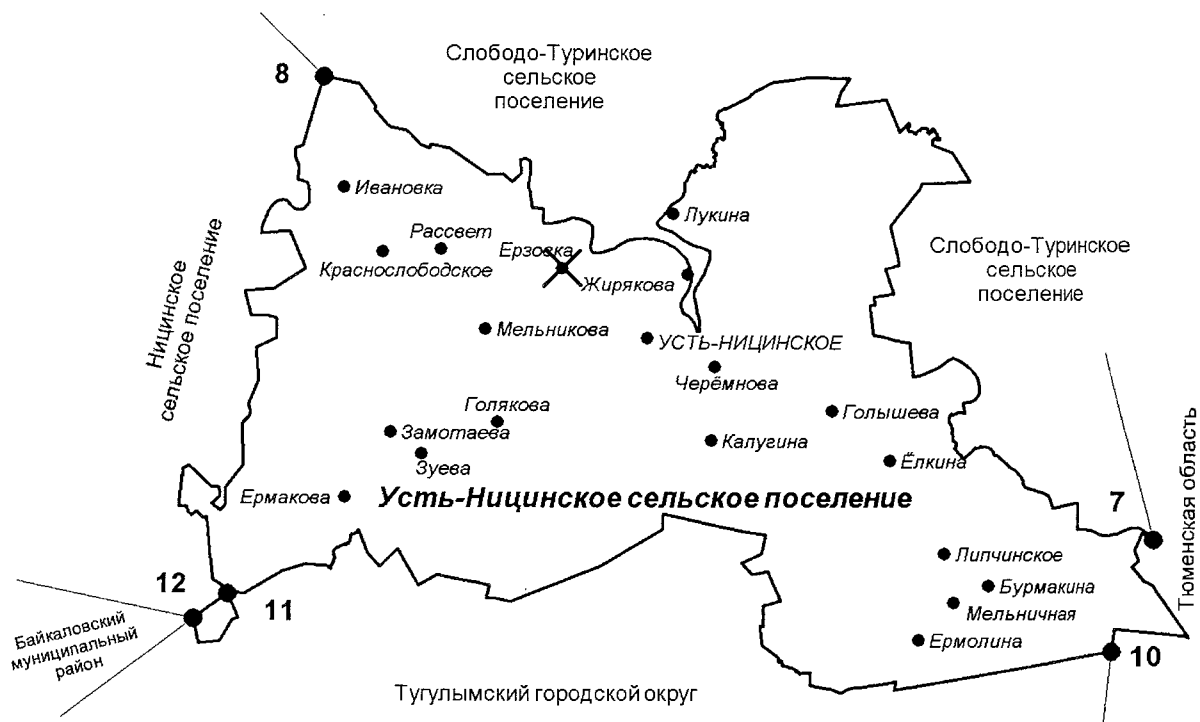 8
Слободо-Туринское
сельское
поселение
Ивановка
Рассвет
Краснослободское
Ерзовка
Жирякова
Лукина
Слободо-Туринское
сельское
поселение
Ницинское
сельское поселение
Мельникова
УСТЬ-НИЦИНСКОЕ
Черёмнова
Голякова
Замотаева
Зуева
Голышева
Калугина
Ёлкина
Ермакова
Усть-Ницинское сельское поселение
7
Тюменская область
Липчинское
Бурмакина
Мельничная
Ермолина
12
11
10
Байкаловский
муниципальный
район
Тугулымский городской округ